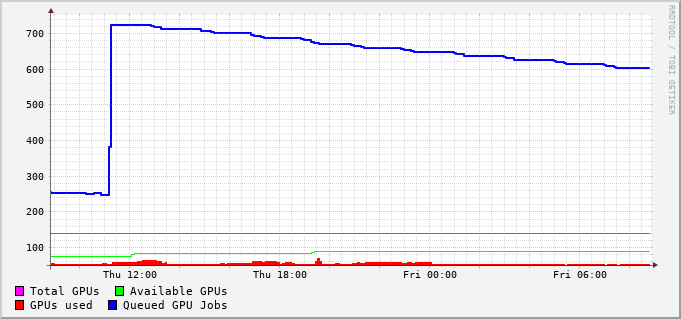 RRDTOOL / TOBI OETIKER
700
600
500
400
300
200
100
Thu 12:00 Thu 18:00 Fri 00:00 Fri 06:00
Total GPUs Available GPUs
GPUs used Queued GPU Jobs